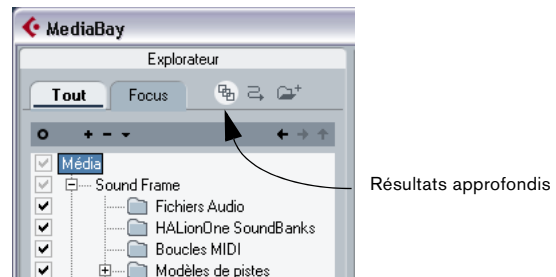 MediaBay
Explorateur
Tout Focus
Média
Sound Frame
Fichiers Audio
HALionOne SoundBanks
Boucles MIDI
Modèles de pistes
Résultats approfondis